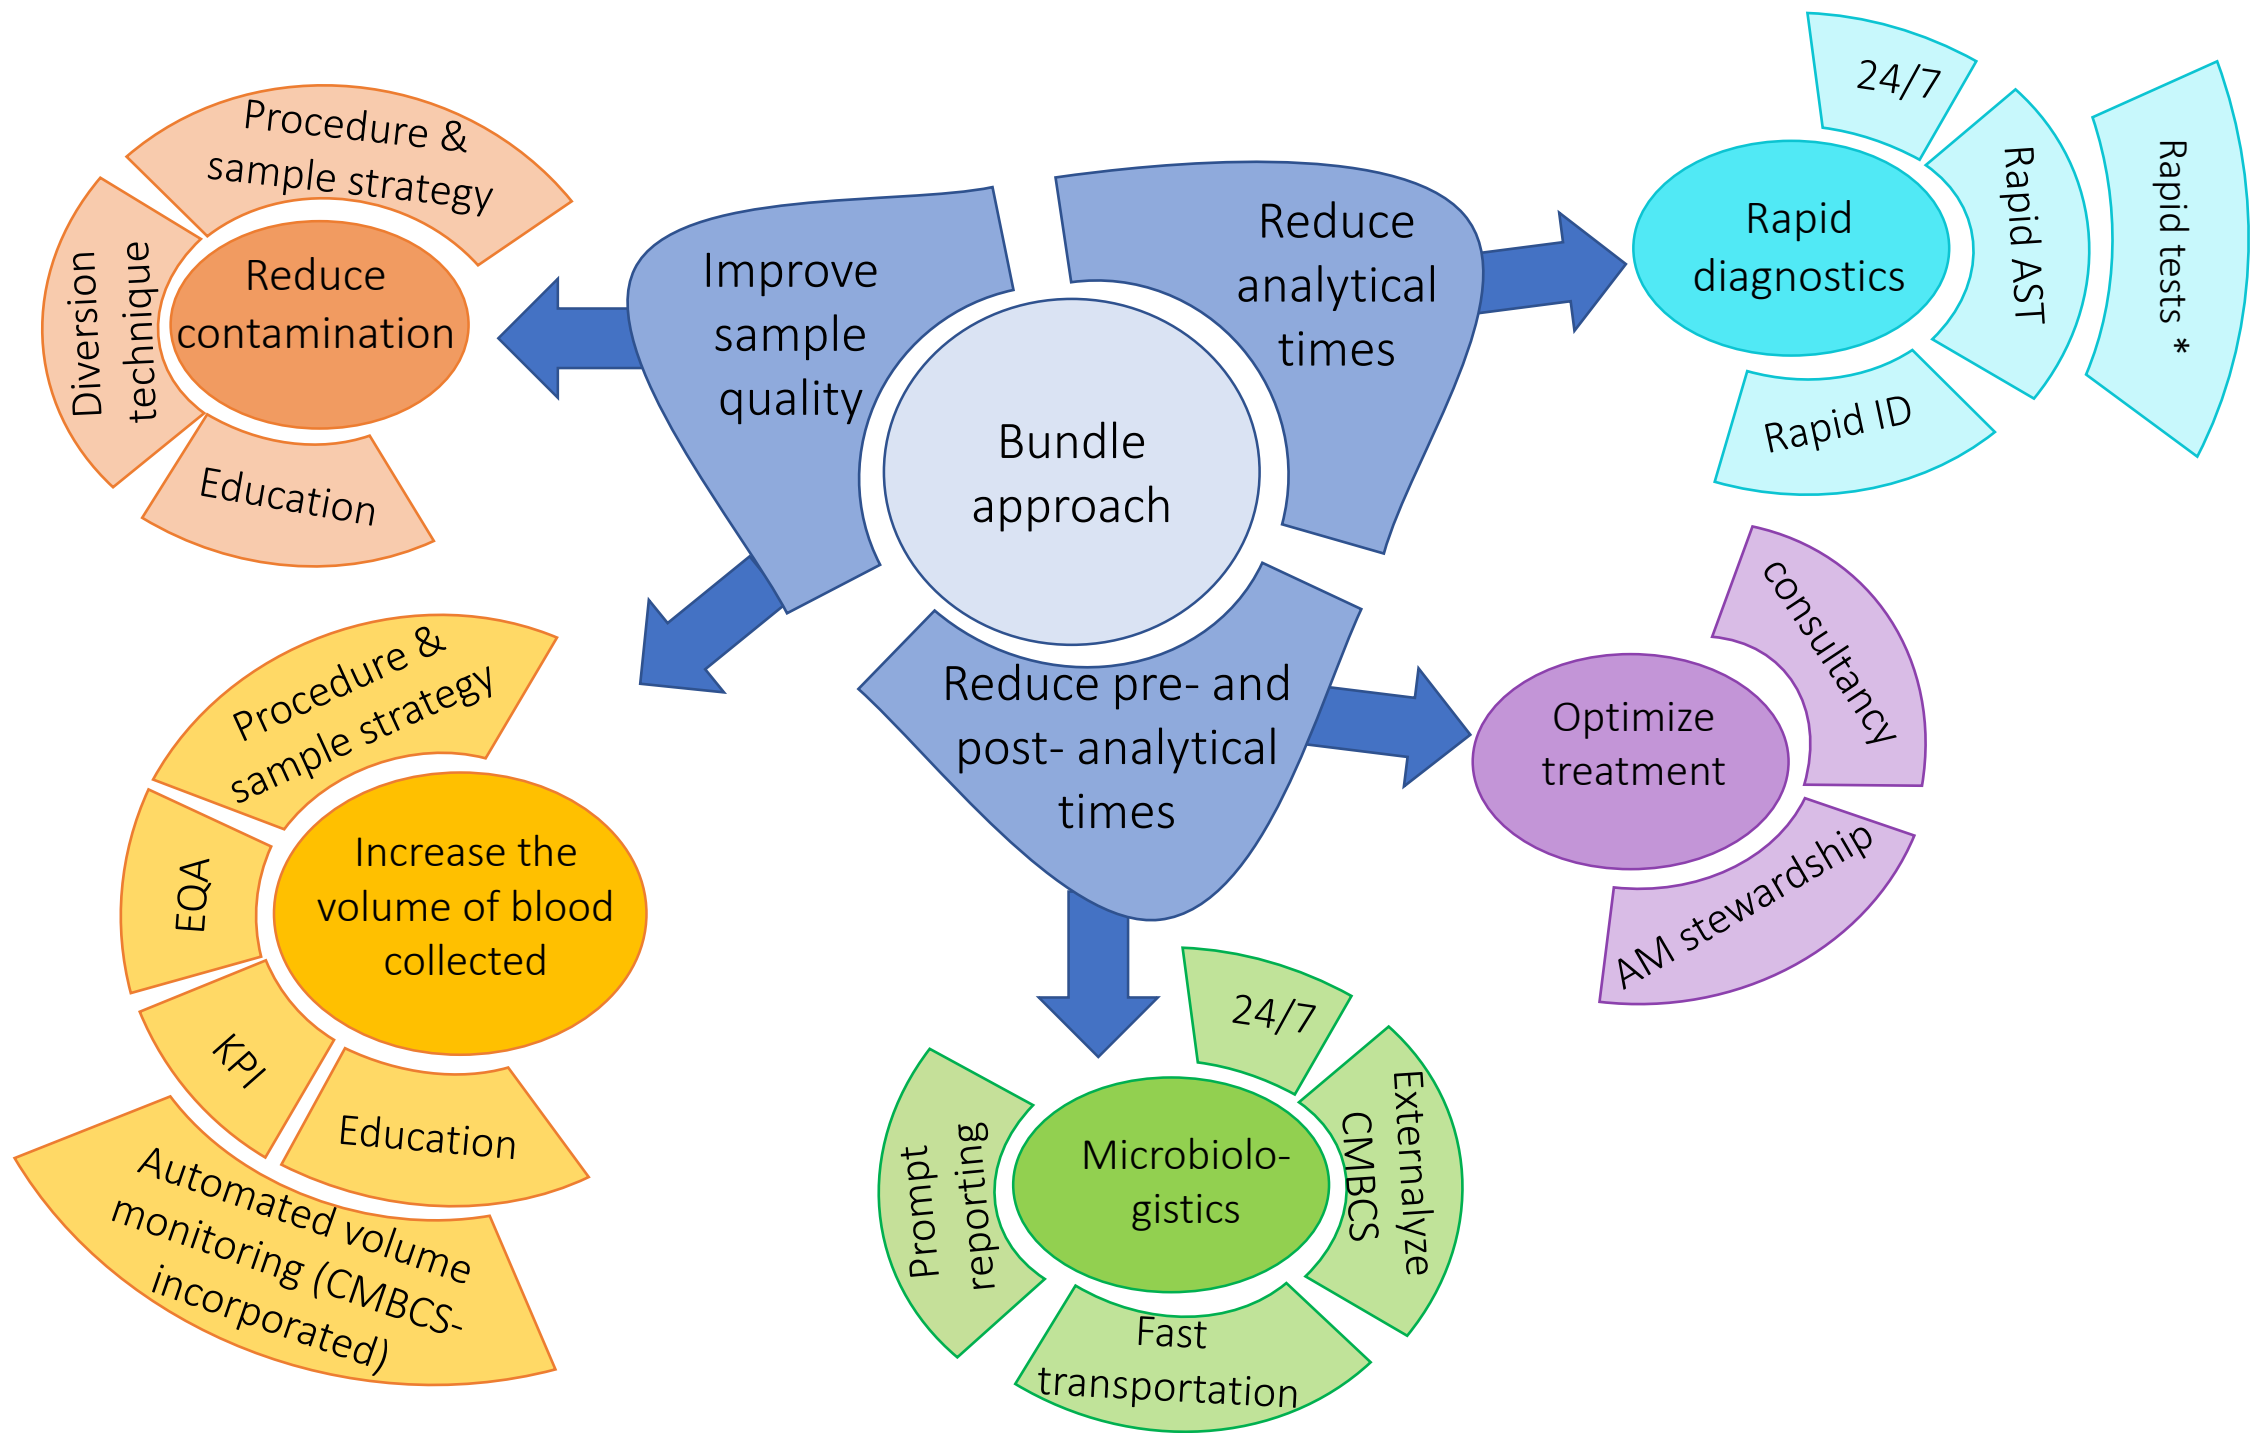 Bundle
approach
Improve
sample
quality
Reduce
analytical
times
Reduce pre- and
post- analytical
times
Reduce
contamination
Procedure &
sample strategy
Diversion
technique
Education
Increase the
volume of blood
collected
Procedure &
sample strategy
EQA
KPI
Education
Automated volume
monitoring (CMBCS-
incorporated)
Rapid
diagnostics
24/7
Rapid AST
Rapid tests *
Rapid ID
Optimize
treatment
consultancy
AM stewardship
Microbiolo-
gistics
24/7
Externalyze
CMBCS
Fast
transportation
Prompt
reporting